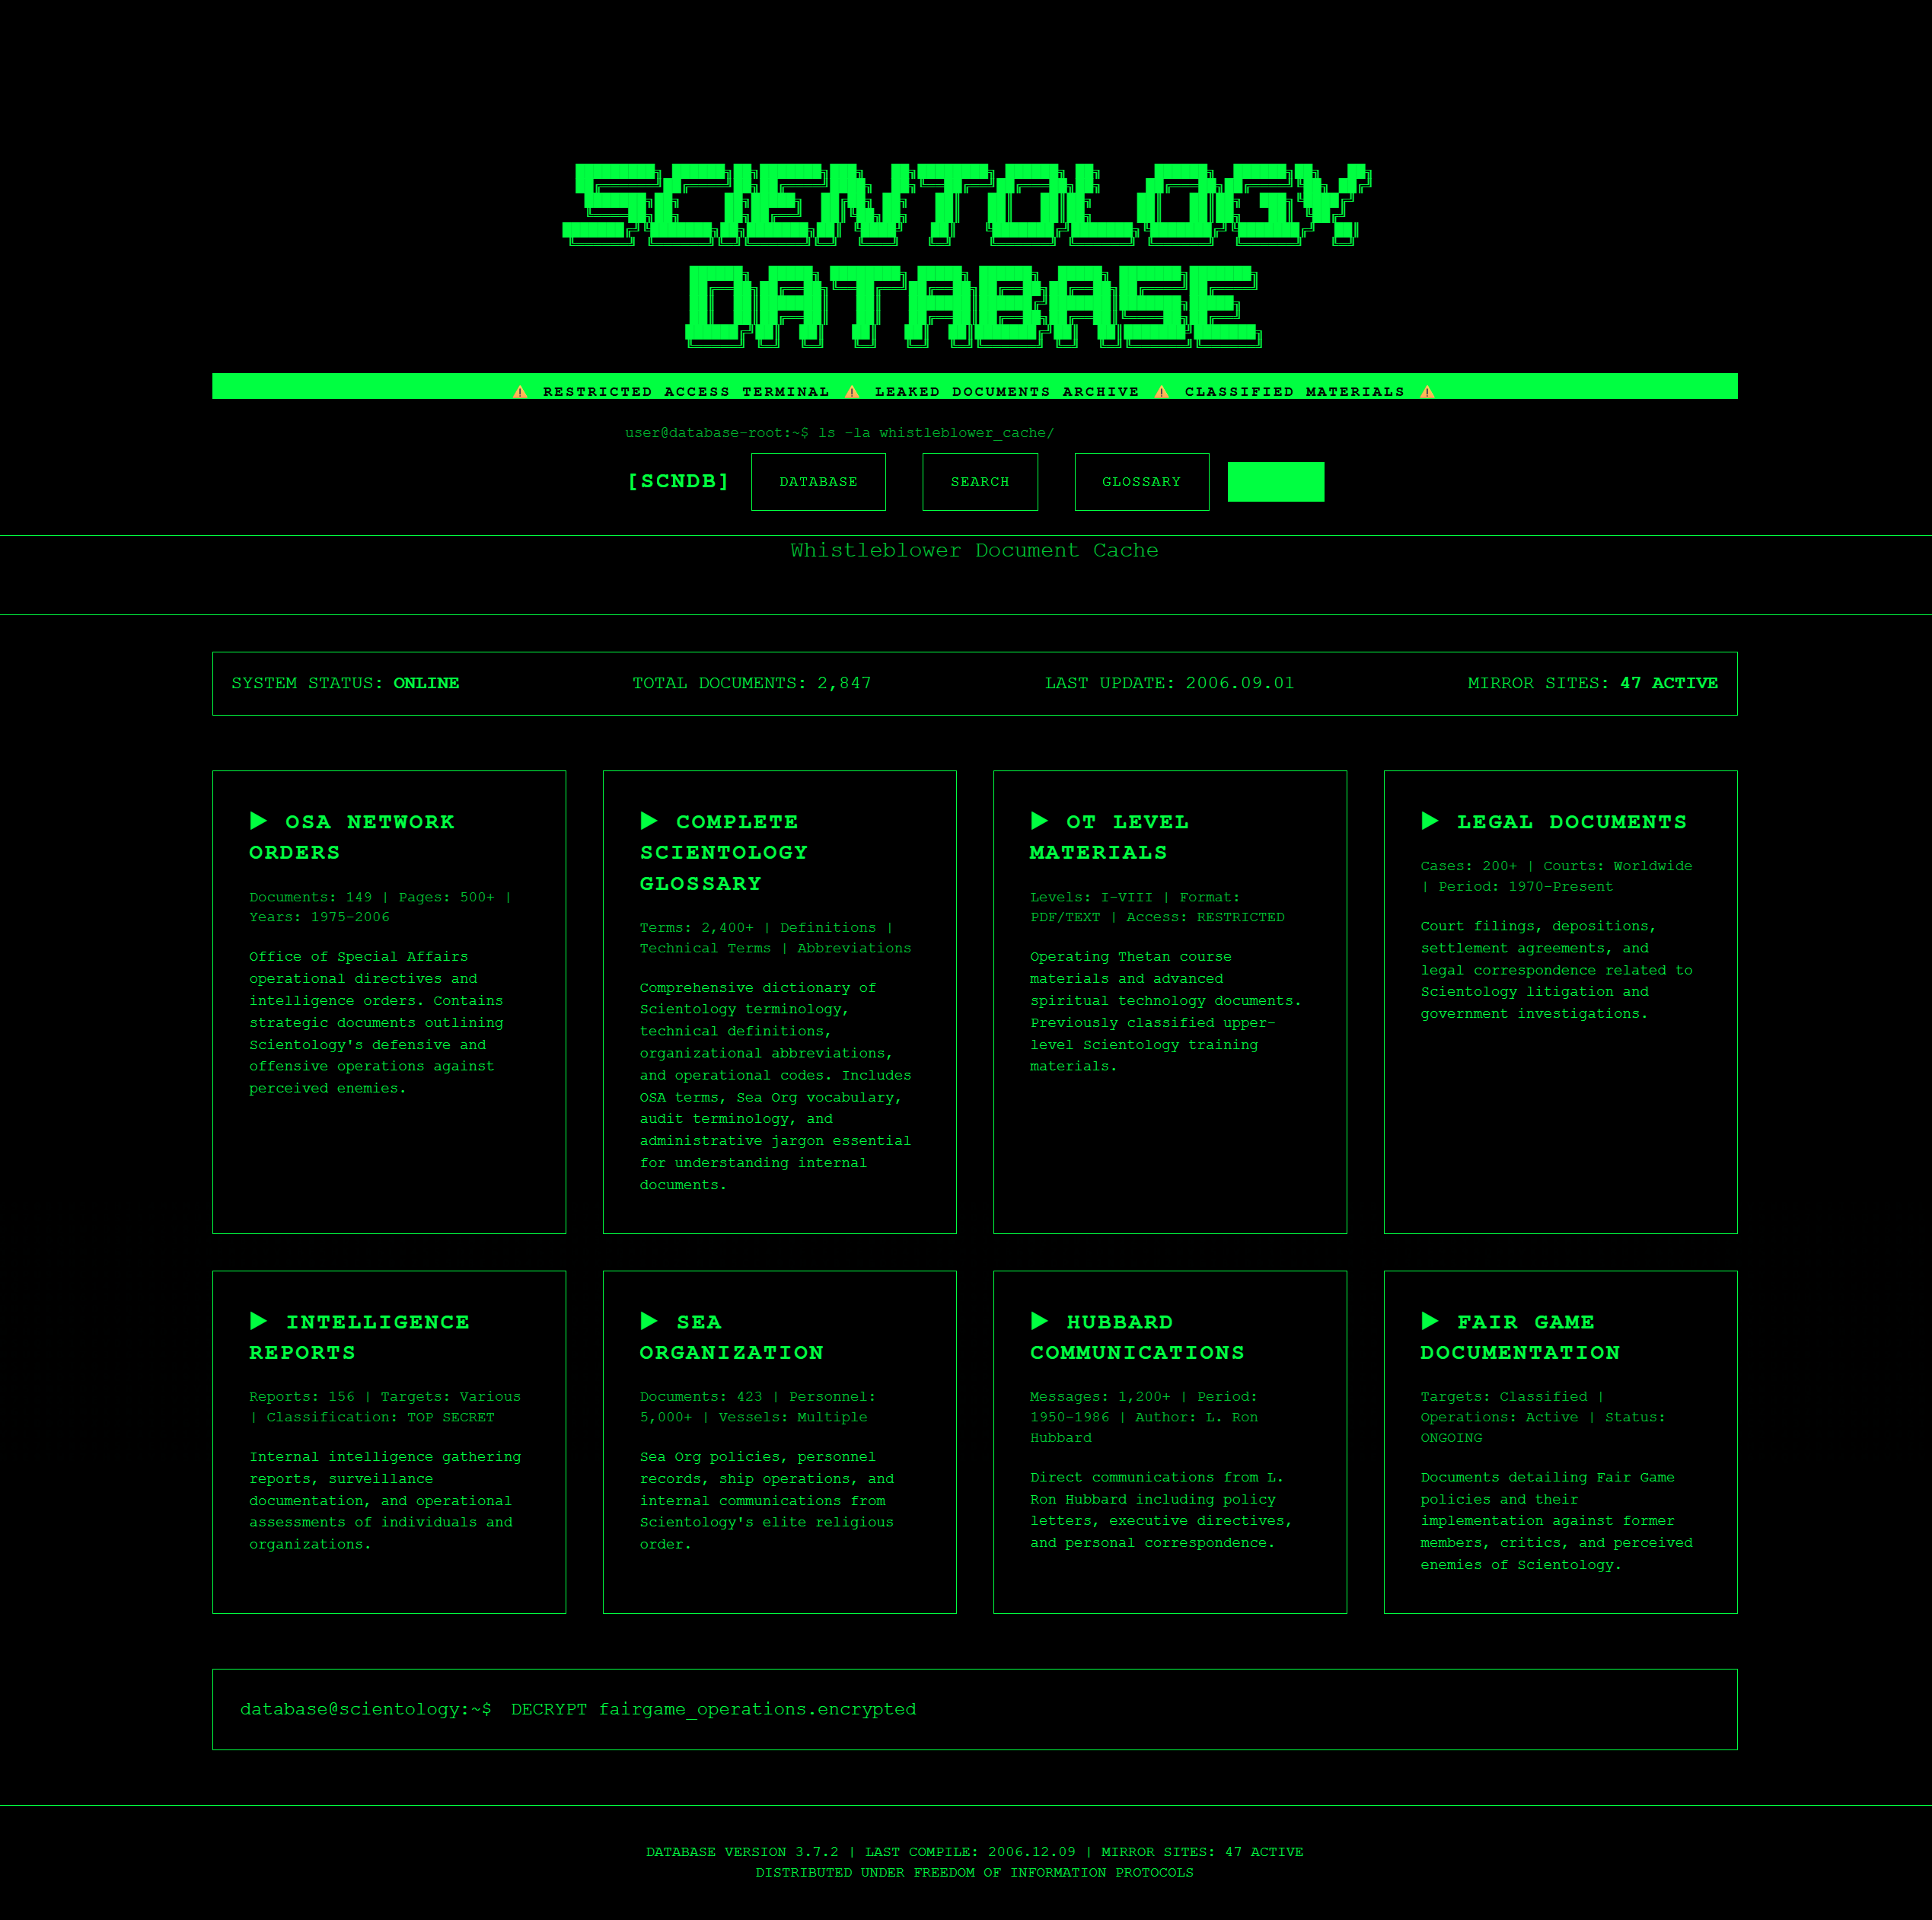 SCIENTOLOGY
DATABASE
⚠ RESTRICTED ACCESS TERMINAL ⚠ LEAKED DOCUMENTS ARCHIVE ⚠ CLASSIFIED MATERIALS ⚠
user@database-root:~$ ls -la whistleblower_cache/
[SCNDB] DATABASE SEARCH GLOSSARY
Whistleblower Document Cache
SYSTEM STATUS: ONLINE TOTAL DOCUMENTS: 2,847 LAST UPDATE: 2006.09.01 MIRROR SITES: 47 ACTIVE
▶ OSA NETWORK
ORDERS
Documents: 149 | Pages: 500+ |
Years: 1975-2006
Office of Special Affairs
operational directives and
intelligence orders. Contains
strategic documents outlining
Scientology's defensive and
offensive operations against
perceived enemies.
▶ COMPLETE
SCIENTOLOGY
GLOSSARY
Terms: 2,400+ | Definitions |
Technical Terms | Abbreviations
Comprehensive dictionary of
Scientology terminology,
technical definitions,
organizational abbreviations,
and operational codes. Includes
OSA terms, Sea Org vocabulary,
audit terminology, and
administrative jargon essential
for understanding internal
documents.
▶ OT LEVEL
MATERIALS
Levels: I-VIII | Format:
PDF/TEXT | Access: RESTRICTED
Operating Thetan course
materials and advanced
spiritual technology documents.
Previously classified upper-
level Scientology training
materials.
▶ LEGAL DOCUMENTS
Cases: 200+ | Courts: Worldwide
| Period: 1970-Present
Court filings, depositions,
settlement agreements, and
legal correspondence related to
Scientology litigation and
government investigations.
▶ INTELLIGENCE
REPORTS
Reports: 156 | Targets: Various
| Classification: TOP SECRET
Internal intelligence gathering
reports, surveillance
documentation, and operational
assessments of individuals and
organizations.
▶ SEA
ORGANIZATION
Documents: 423 | Personnel:
5,000+ | Vessels: Multiple
Sea Org policies, personnel
records, ship operations, and
internal communications from
Scientology's elite religious
order.
▶ HUBBARD
COMMUNICATIONS
Messages: 1,200+ | Period:
1950-1986 | Author: L. Ron
Hubbard
Direct communications from L.
Ron Hubbard including policy
letters, executive directives,
and personal correspondence.
▶ FAIR GAME
DOCUMENTATION
Targets: Classified |
Operations: Active | Status:
ONGOING
Documents detailing Fair Game
policies and their
implementation against former
members, critics, and perceived
enemies of Scientology.
database@scientology:~$ DECRYPT fairgame_operations.encrypted
DATABASE VERSION 3.7.2 | LAST COMPILE: 2006.12.09 | MIRROR SITES: 47 ACTIVE
DISTRIBUTED UNDER FREEDOM OF INFORMATION PROTOCOLS